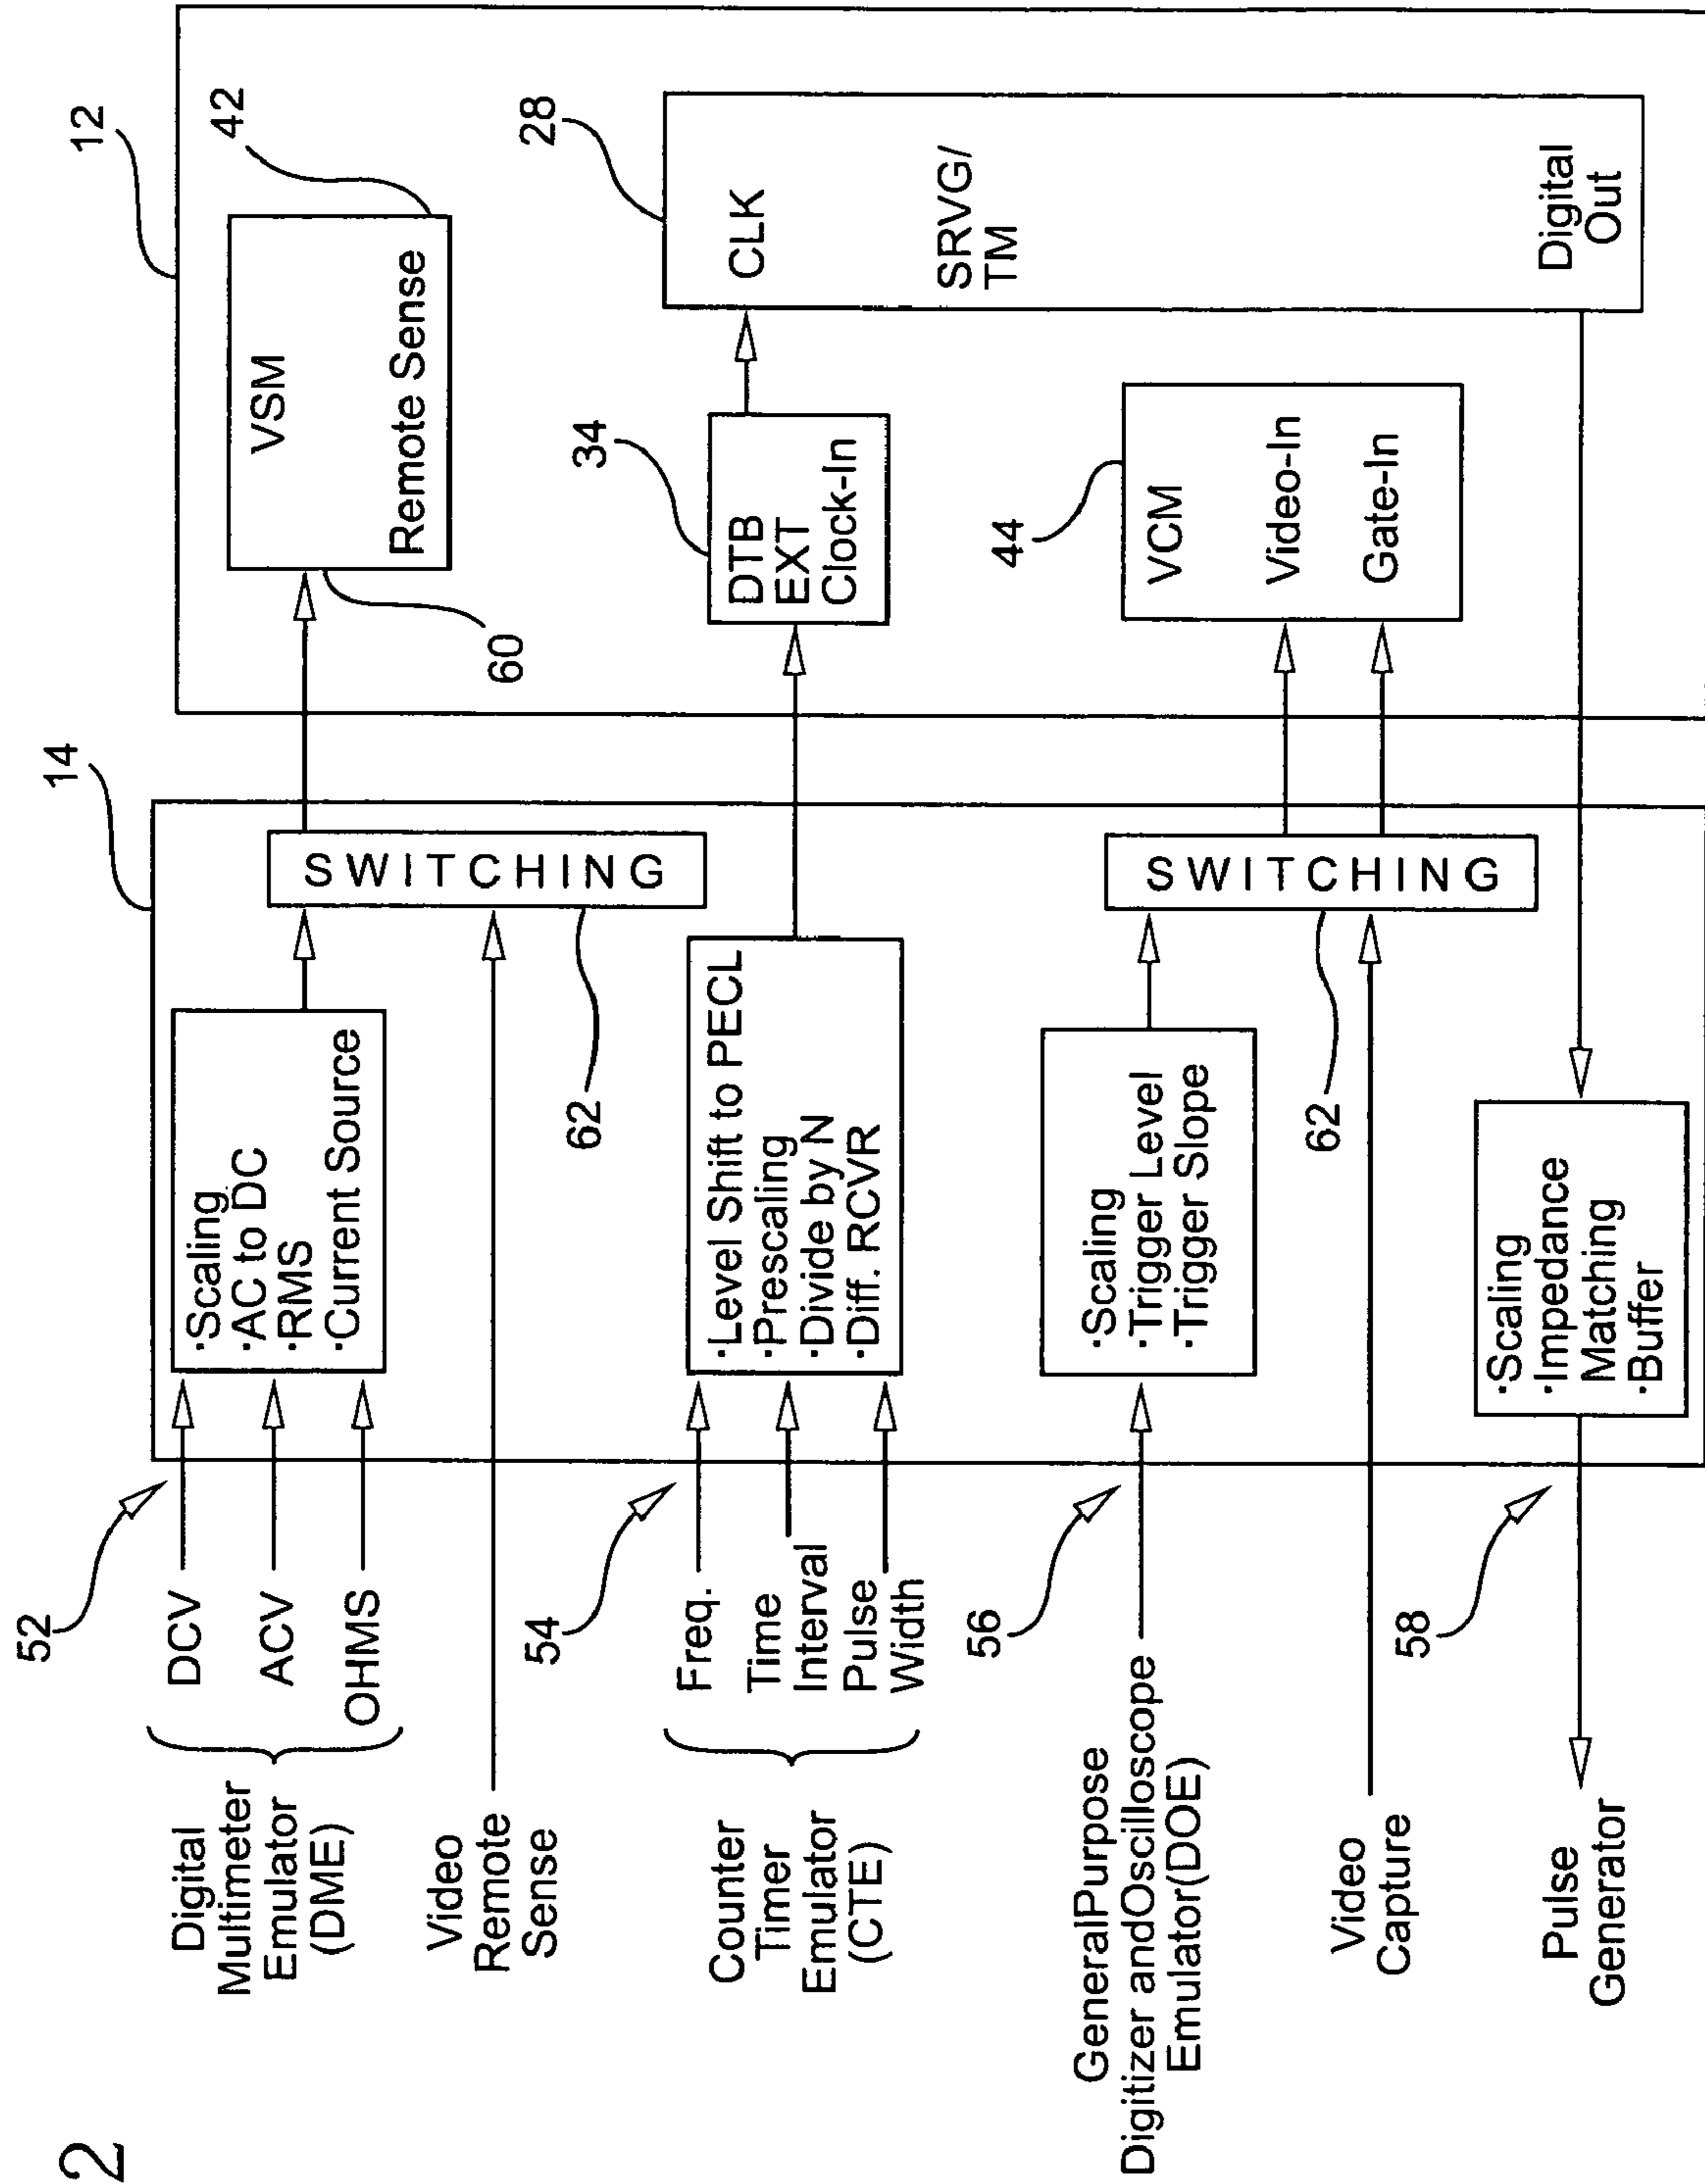 2
Digital
Multimeter
Emulator
(DME)
52
DCV
ACV
OHMS
·Scaling
·AC to DC
·RMS
·Current Source
14
12
VSM
Remote Sense
42
60
Video
Remote
Sense
SWITCHING
62
Counter
Timer
Emulator
(CTE)
54
Freq.
Time
Interval
Pulse
Width
·Level Shift to PECL
·Prescaling
·Divide by N
·Diff. RCVR
34
DTB
EXT
Clock-In
28
CLK
SRVG/
TM
Digital
Out
GeneralPurpose
Digitizer andOscilloscope
Emulator(DOE)
56
·Scaling
·Trigger Level
·Trigger Slope
SWITCHING
62
44
VCM
Video-In
Gate-In
Video
Capture
Pulse
Generator
58
·Scaling
·Impedance
Matching
·Buffer